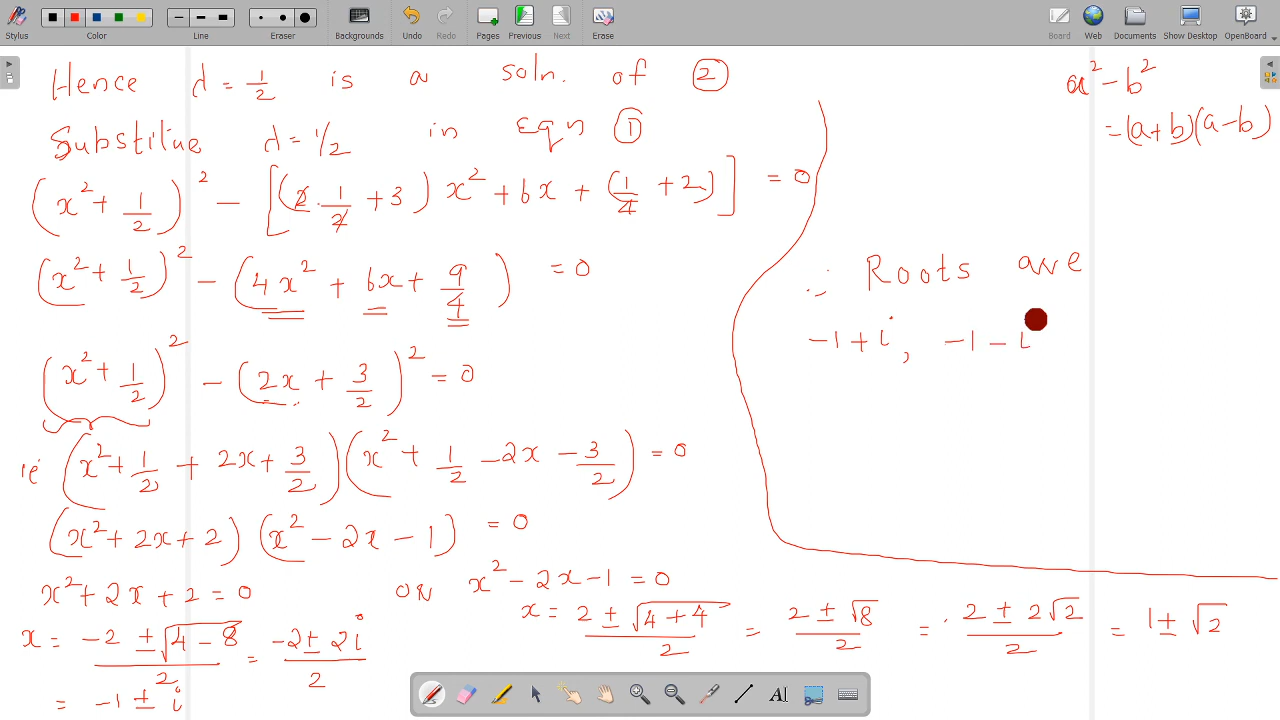 Stylus Color Line Eraser Backgrounds Undo Redo Pages Previous Next Erase Board Web Documents Show Desktop OpenBoard
Hence d = 1/2 is a soln. of ②
Substitue d = 1/2 in Eqn ①
(x² + 1/2)² - [(2·1/2 + 3) x² + 6x + (1/4 + 2)] = 0
(x² + 1/2)² - (4x² + 6x + 9/4) = 0
(x² + 1/2)² - (2x + 3/2)² = 0
ie (x² + 1/2 + 2x + 3/2)(x² + 1/2 - 2x - 3/2) = 0
(x² + 2x + 2)(x² - 2x - 1) = 0
x² + 2x + 2 = 0 OR x² - 2x - 1 = 0
x = (-2 ± √(4 - 8))/2 = (-2 ± 2i)/2
= -1 ± i
x = (2 ± √(4 + 4))/2 = (2 ± √8)/2 = (2 ± 2√2)/2 = 1 ± √2
a² - b²
= (a+b)(a-b)
∴ Roots are
-1 + i, -1 - i